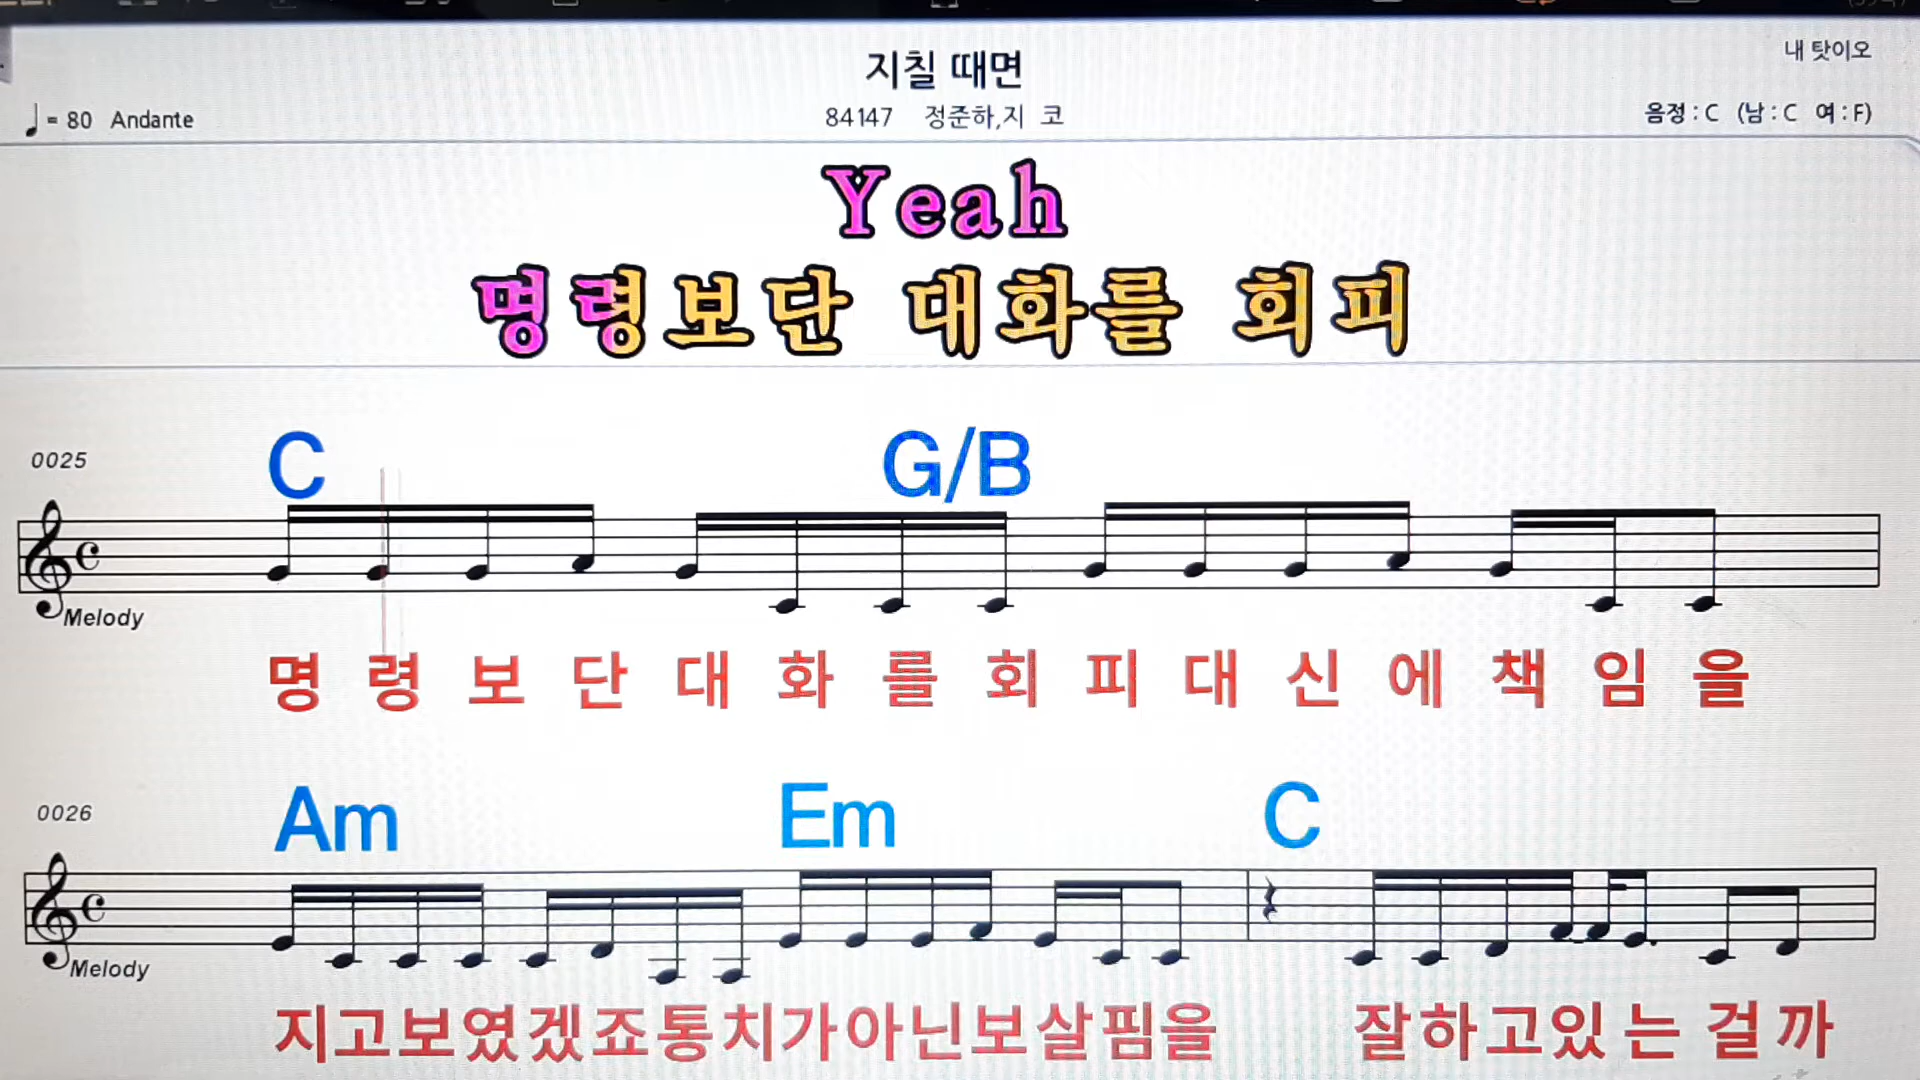 지칠 때면
내 탓이오
♩= 80 Andante
84147 정준하,지 코
음정 : C (남 : C 여 : F)
Yeah
명령보단 대화를 회피
C G/B
0025
Melody
명 령 보 단 대 화 를 회 피 대 신 에 책 임 을
Am Em C
0026
Melody
지고보였겠죠통치가아닌보살핌을 잘하고있는 걸까